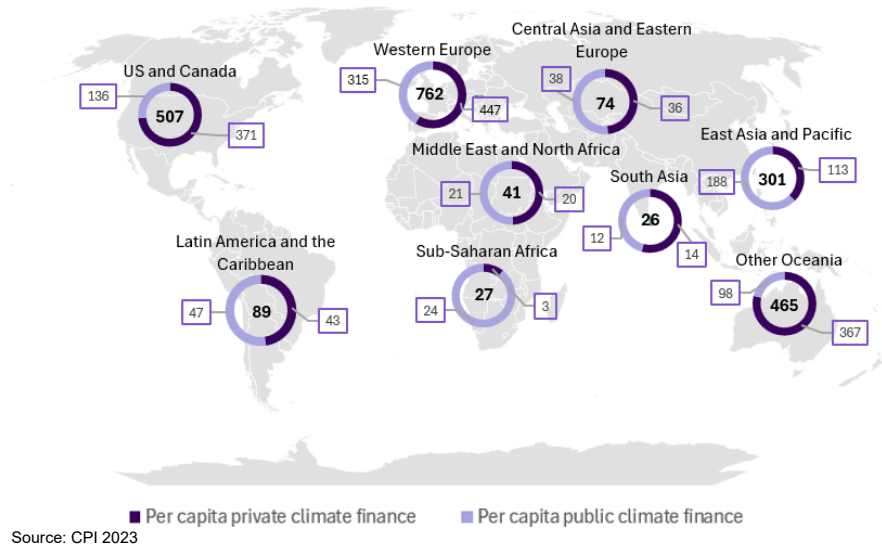 Central Asia and Eastern
Europe
38
74
36
Western Europe
315
762
447
US and Canada
136
507
371
East Asia and Pacific
188
301
113
Middle East and North Africa
21
41
20
South Asia
12
26
14
Latin America and the
Caribbean
47
89
43
Sub-Saharan Africa
24
27
3
Other Oceania
98
465
367
Per capita private climate finance
Per capita public climate finance
Source: CPI 2023